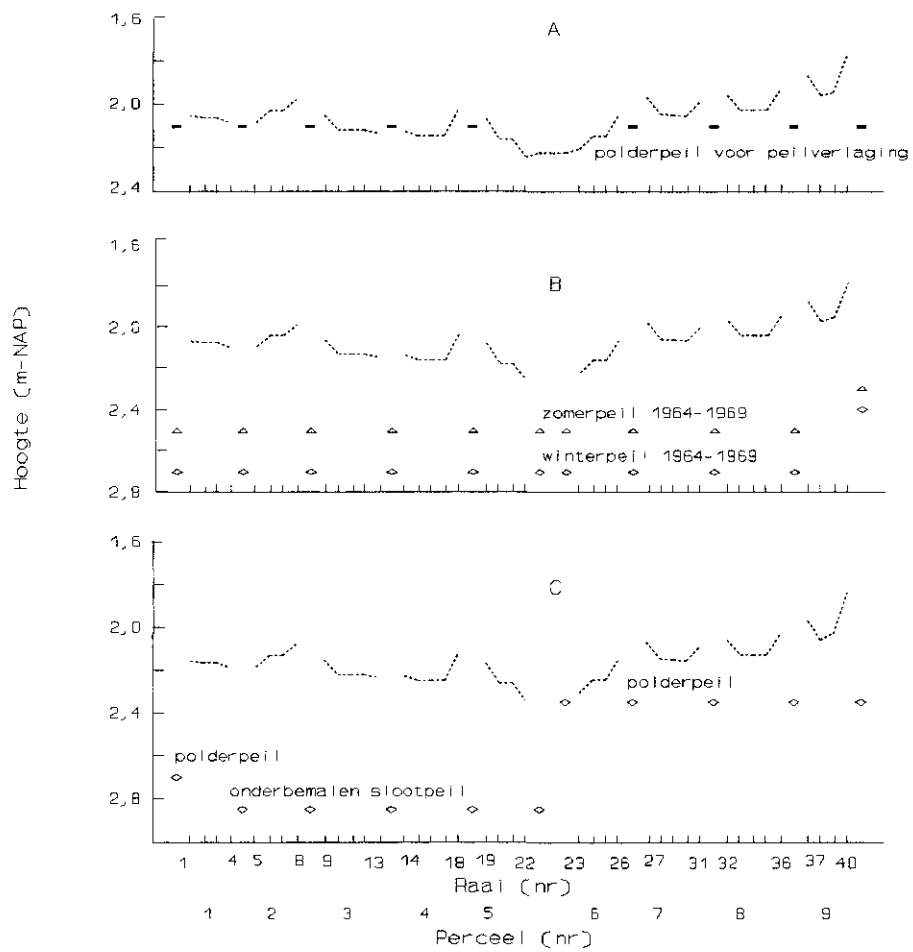 A
1,6
2,0
2,4
polderpeil voor peilverlaging
B
1,6
2,0
2,4
2,8
zomerpeil 1964-1969
winterpeil 1964-1969
Hoogte (m-NAP)
C
1,6
2,0
2,4
2,8
polderpeil
polderpeil
onderbemalen slootpeil
1 4 5 8 9 13 14 18 19 22 23 26 27 31 32 36 37 40
Raai (nr)
1 2 3 4 5 6 7 8 9
Perceel (nr)